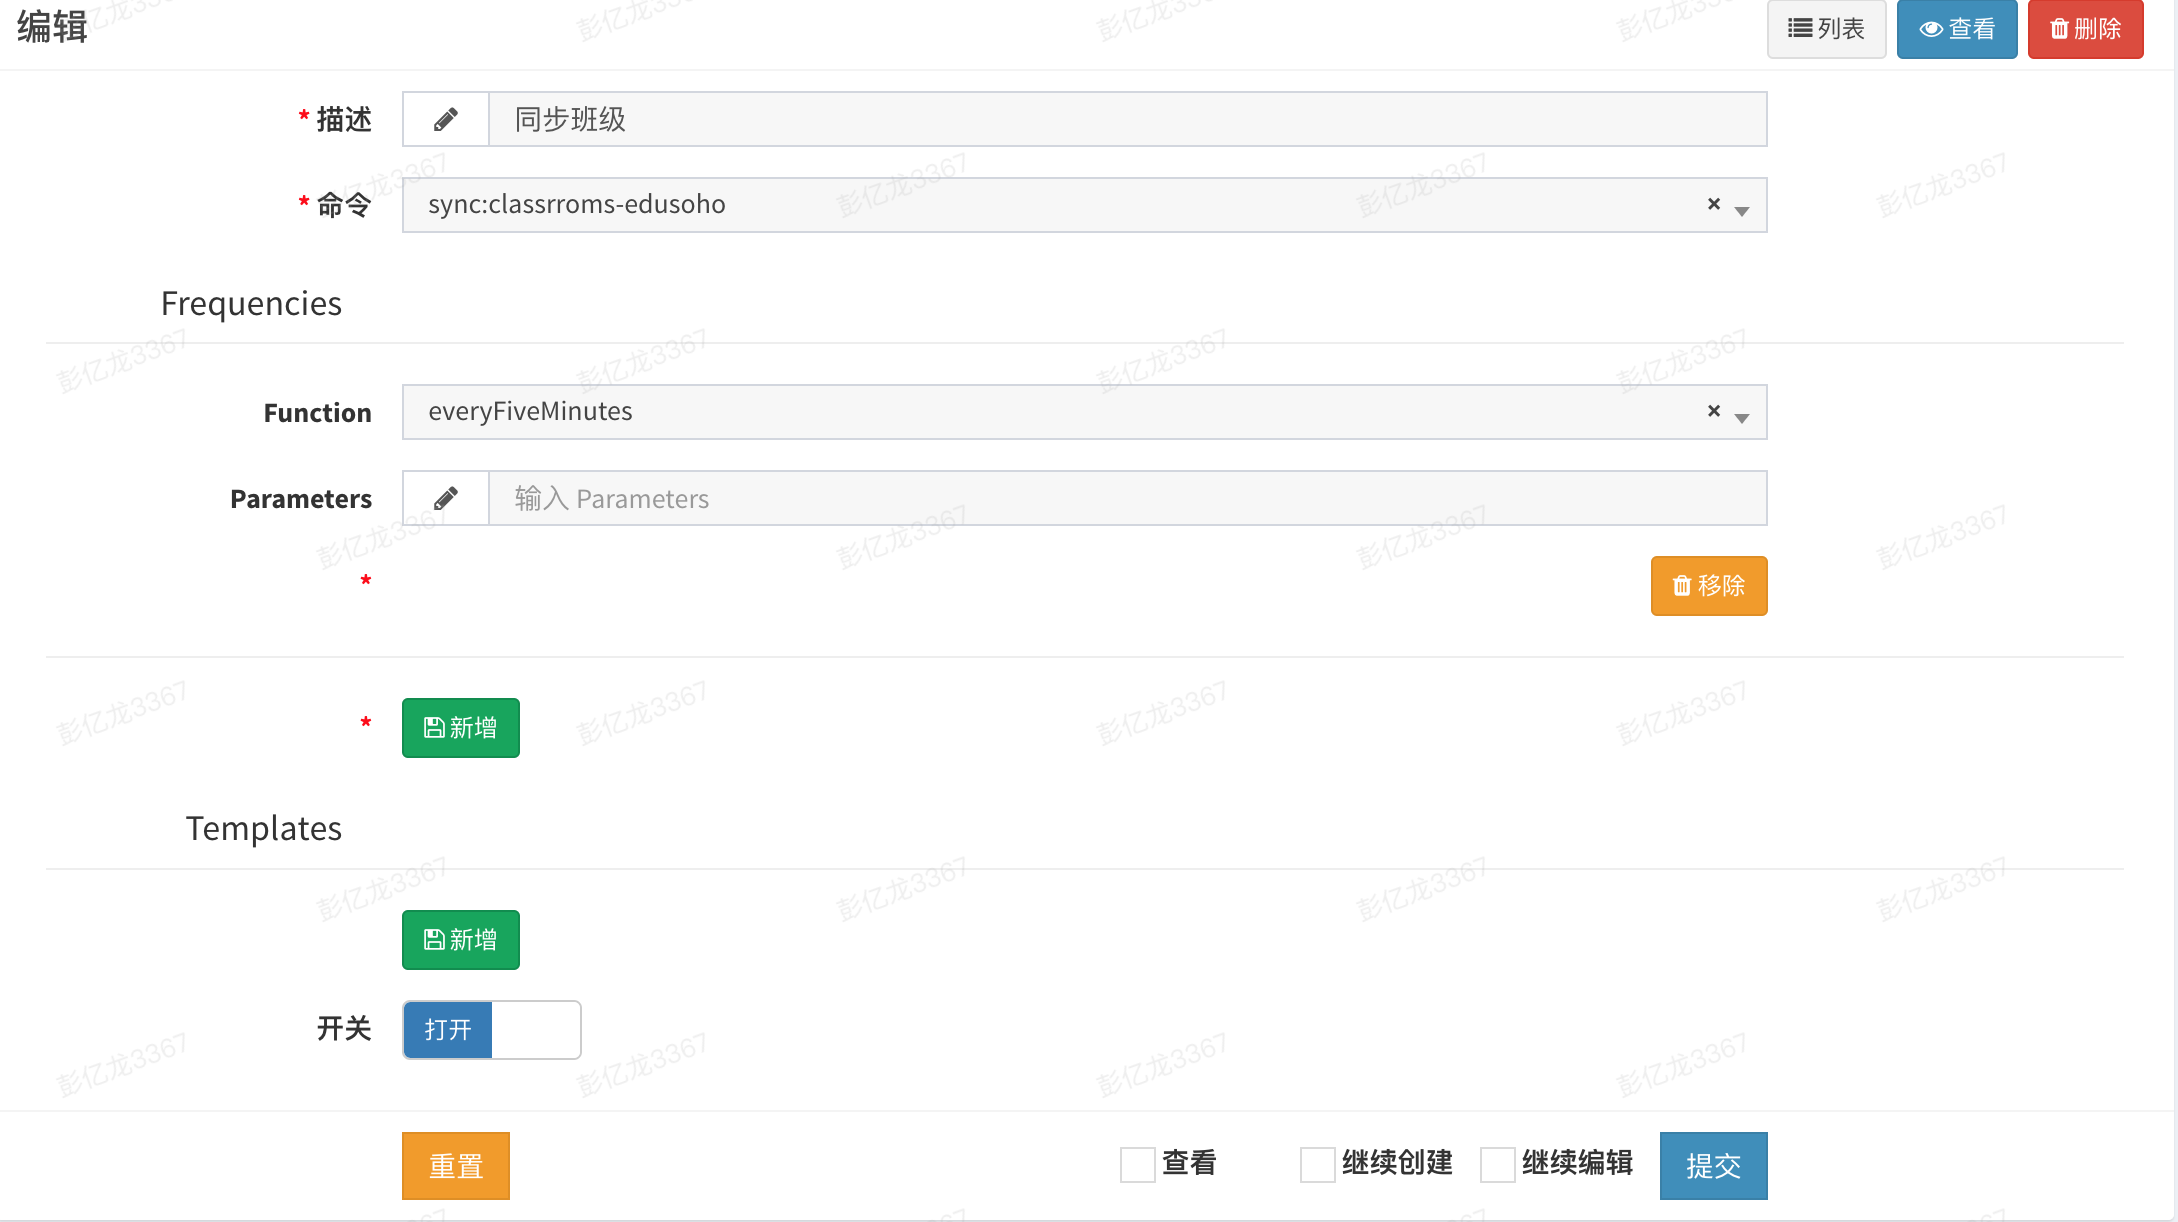 编辑
列表 查看 删除
* 描述 同步班级
* 命令 sync:classrroms-edusoho ×
Frequencies
Function everyFiveMinutes ×
Parameters 输入 Parameters
* 移除
* 新增
Templates
新增
开关 打开
重置 查看 继续创建 继续编辑 提交
彭亿龙3367